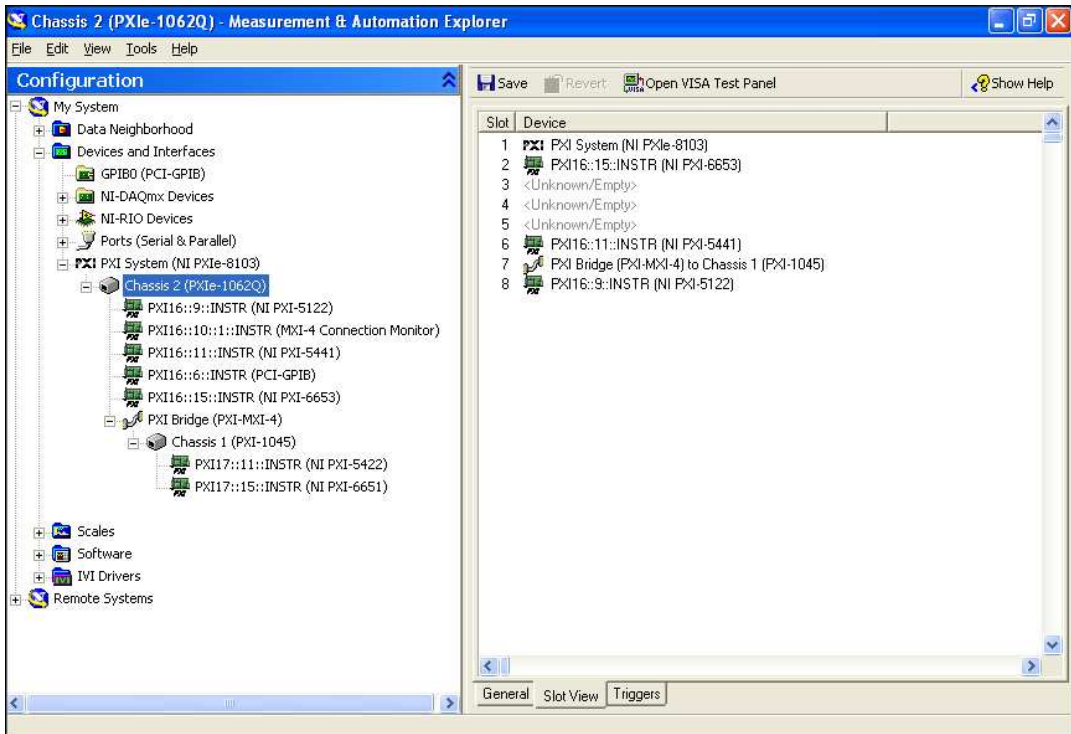 Chassis 2 (PXIe-1062Q) - Measurement & Automation Explorer
File Edit View Tools Help
Configuration
My System
Data Neighborhood
Devices and Interfaces
GPIB0 (PCI-GPIB)
NI-DAQmx Devices
NI-RIO Devices
Ports (Serial & Parallel)
PXI PXI System (NI PXIe-8103)
Chassis 2 (PXIe-1062Q)
PXI16::9::INSTR (NI PXI-5122)
PXI16::10::1::INSTR (MXI-4 Connection Monitor)
PXI16::11::INSTR (NI PXI-5441)
PXI16::6::INSTR (PCI-GPIB)
PXI16::15::INSTR (NI PXI-6653)
PXI Bridge (PXI-MXI-4)
Chassis 1 (PXI-1045)
PXI17::11::INSTR (NI PXI-5422)
PXI17::15::INSTR (NI PXI-6651)
Scales
Software
IVI Drivers
Remote Systems
Save Revert Open VISA Test Panel Show Help
Slot Device
1 PXI PXI System (NI PXIe-8103)
2 PXI16::15::INSTR (NI PXI-6653)
3 <Unknown/Empty>
4 <Unknown/Empty>
5 <Unknown/Empty>
6 PXI16::11::INSTR (NI PXI-5441)
7 PXI Bridge (PXI-MXI-4) to Chassis 1 (PXI-1045)
8 PXI16::9::INSTR (NI PXI-5122)
General Slot View Triggers